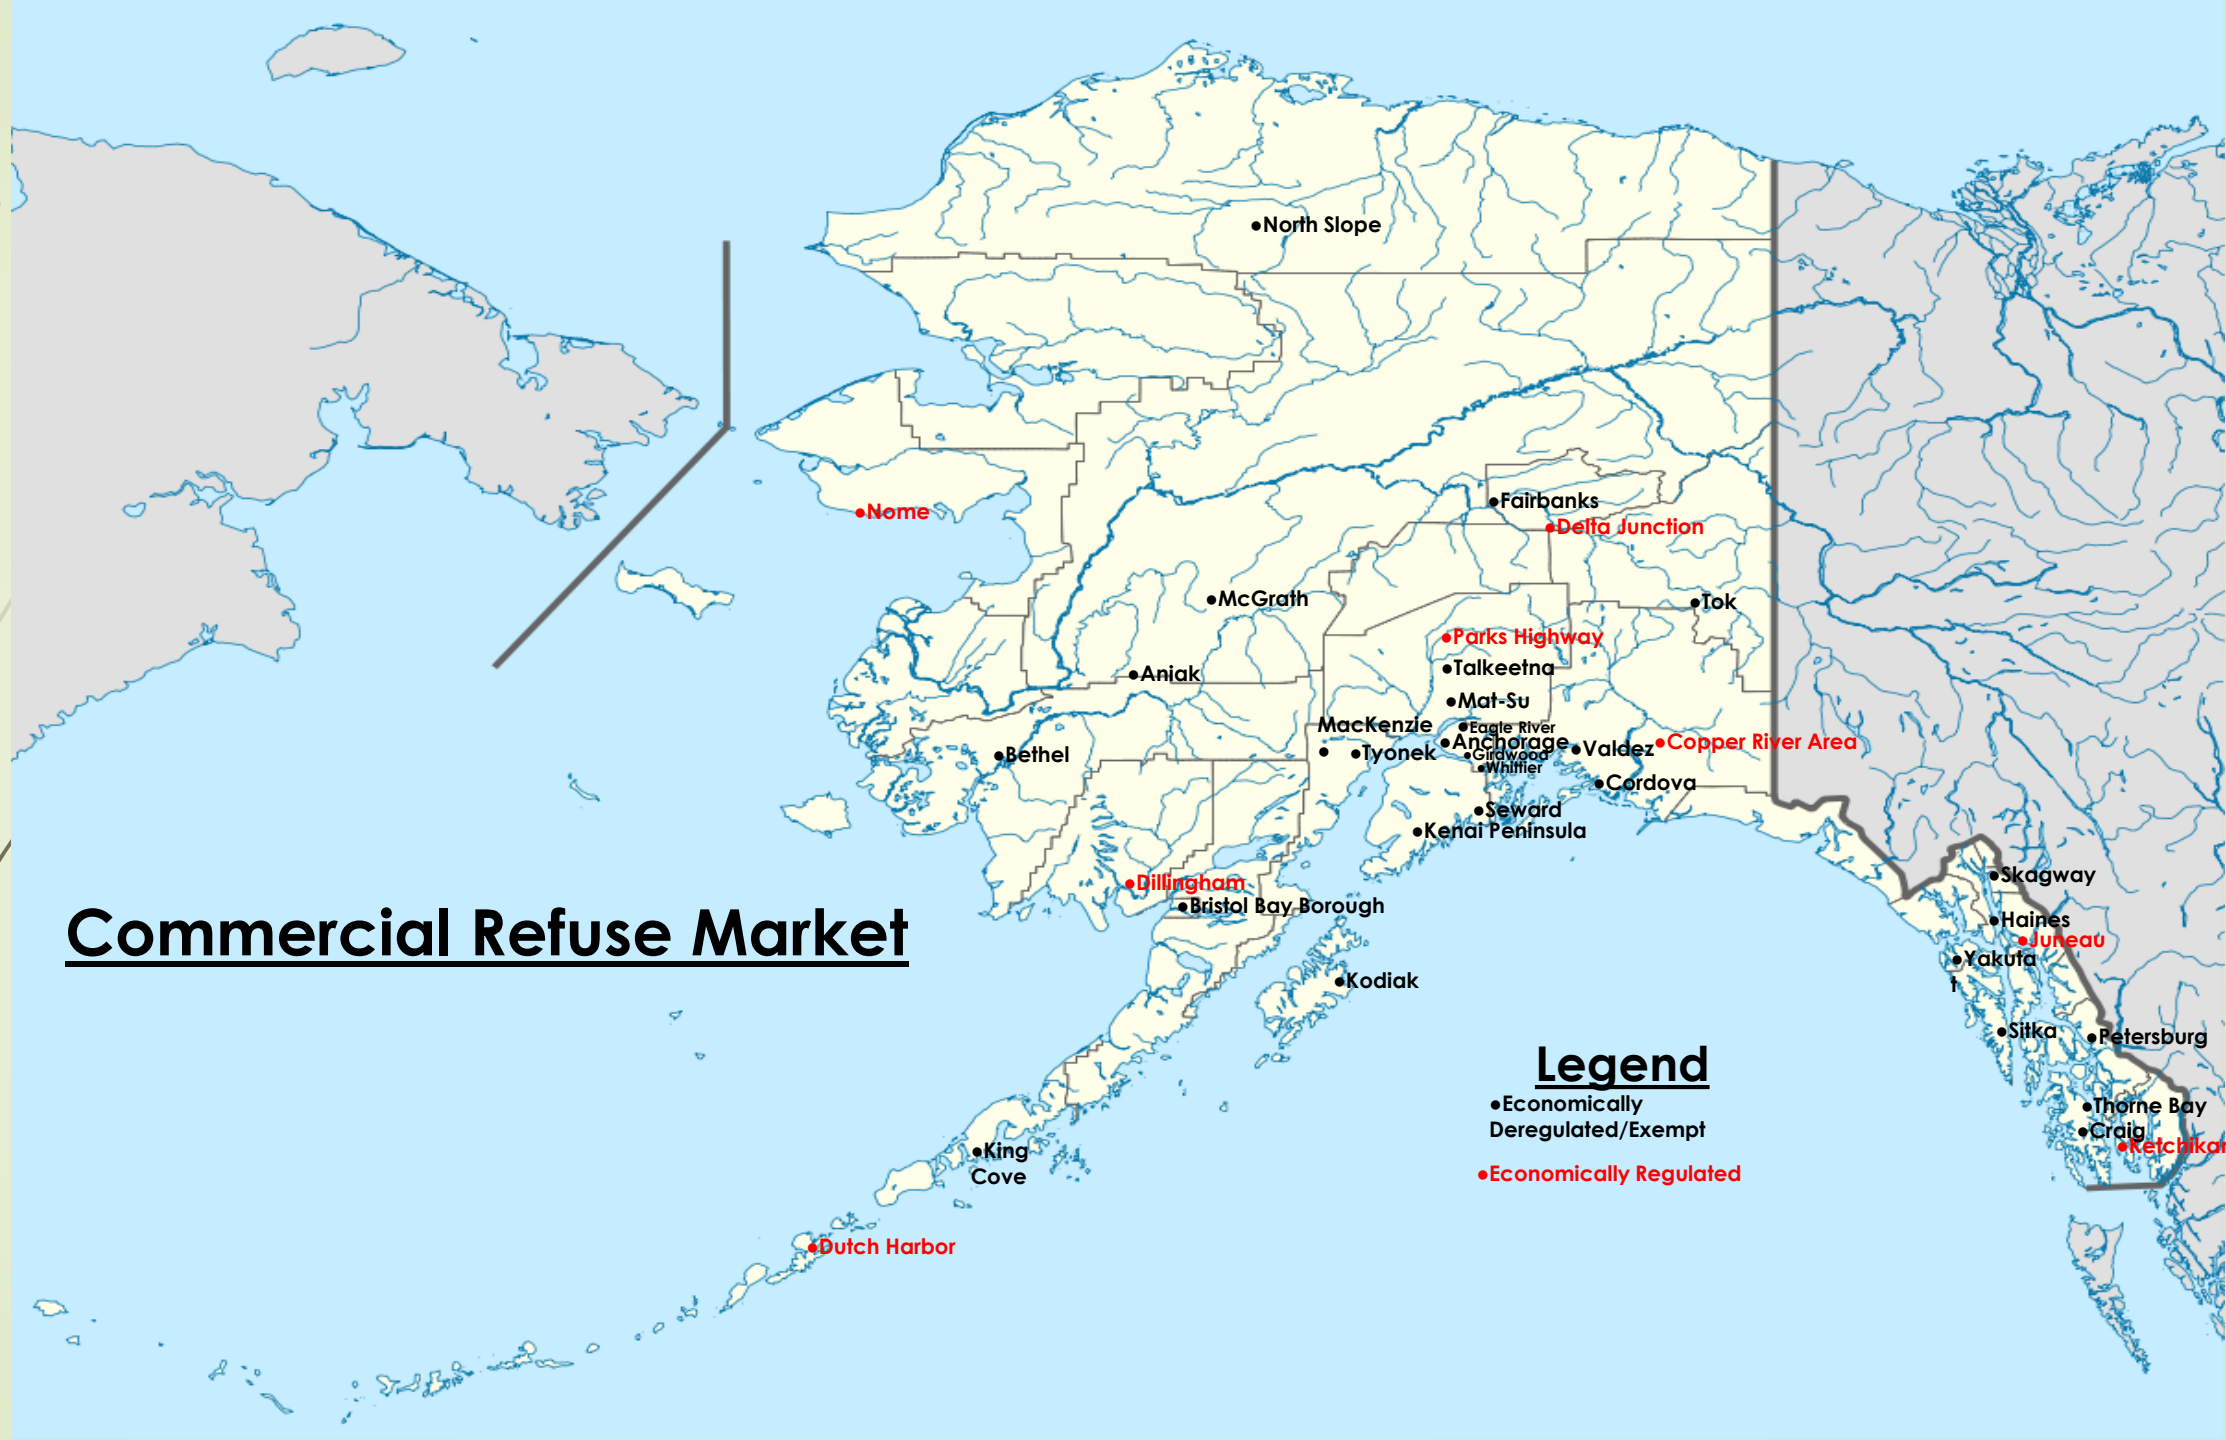 North Slope
Fairbanks
Nome
Delta Junction
McGrath
Tok
Parks Highway
Talkeetna
Aniak
Mat-Su
MacKenzie
Eagle River
Anchorage
Copper River Area
Valdez
Tyonek
Bethel
Girdwood
Whittier
Cordova
Seward
Kenai Peninsula
Skagway
Dillingham
Bristol Bay Borough
Haines
Commercial Refuse Market
Juneau
Yakuta
t
Kodiak
Sitka
Petersburg
Legend
•Economically
Deregulated/Exempt
•Economically Regulated
Thorne Bay
Craig
Ketchikan
King
Cove
Dutch Harbor